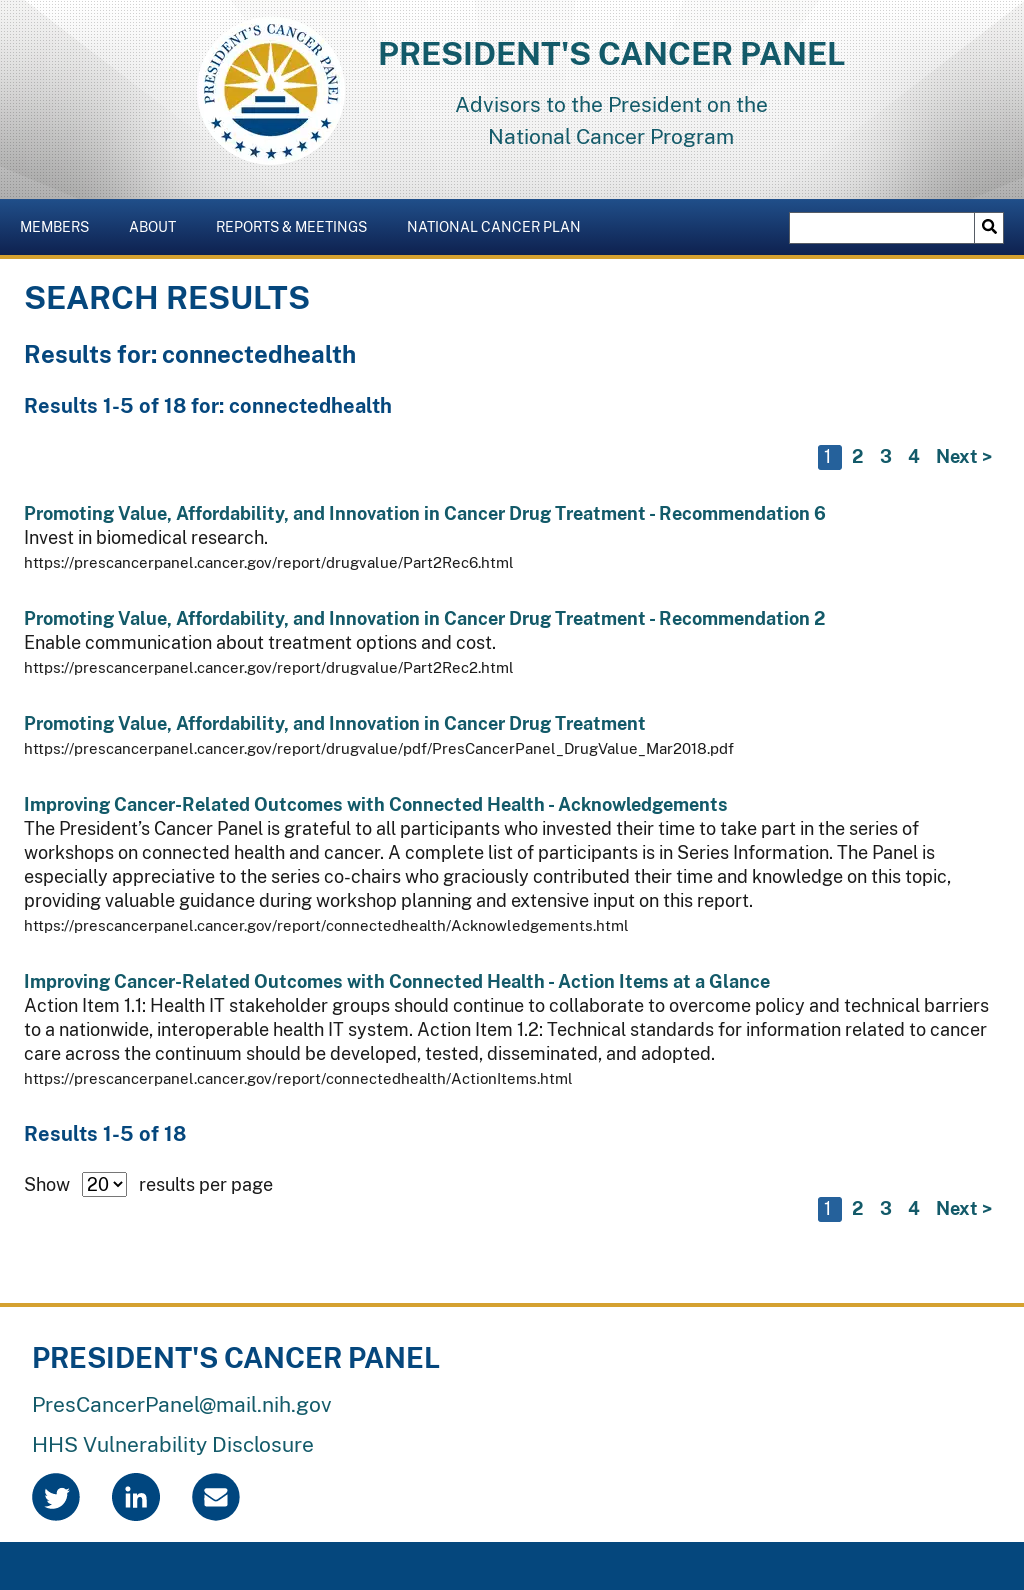 PRESIDENT'S CANCER PANEL
PRESIDENT'S CANCER PANEL
Advisors to the President on the
National Cancer Program
MEMBERS
ABOUT
REPORTS & MEETINGS
NATIONAL CANCER PLAN
SEARCH RESULTS
Results for: connectedhealth
Results 1-5 of 18 for: connectedhealth
1 2 3 4 Next >
Promoting Value, Affordability, and Innovation in Cancer Drug Treatment - Recommendation 6
Invest in biomedical research.
https://prescancerpanel.cancer.gov/report/drugvalue/Part2Rec6.html
Promoting Value, Affordability, and Innovation in Cancer Drug Treatment - Recommendation 2
Enable communication about treatment options and cost.
https://prescancerpanel.cancer.gov/report/drugvalue/Part2Rec2.html
Promoting Value, Affordability, and Innovation in Cancer Drug Treatment
https://prescancerpanel.cancer.gov/report/drugvalue/pdf/PresCancerPanel_DrugValue_Mar2018.pdf
Improving Cancer-Related Outcomes with Connected Health - Acknowledgements
The President’s Cancer Panel is grateful to all participants who invested their time to take part in the series of
workshops on connected health and cancer. A complete list of participants is in Series Information. The Panel is
especially appreciative to the series co-chairs who graciously contributed their time and knowledge on this topic,
providing valuable guidance during workshop planning and extensive input on this report.
https://prescancerpanel.cancer.gov/report/connectedhealth/Acknowledgements.html
Improving Cancer-Related Outcomes with Connected Health - Action Items at a Glance
Action Item 1.1: Health IT stakeholder groups should continue to collaborate to overcome policy and technical barriers
to a nationwide, interoperable health IT system. Action Item 1.2: Technical standards for information related to cancer
care across the continuum should be developed, tested, disseminated, and adopted.
https://prescancerpanel.cancer.gov/report/connectedhealth/ActionItems.html
Results 1-5 of 18
Show 20 results per page
1 2 3 4 Next >
PRESIDENT'S CANCER PANEL
PresCancerPanel@mail.nih.gov
HHS Vulnerability Disclosure
in